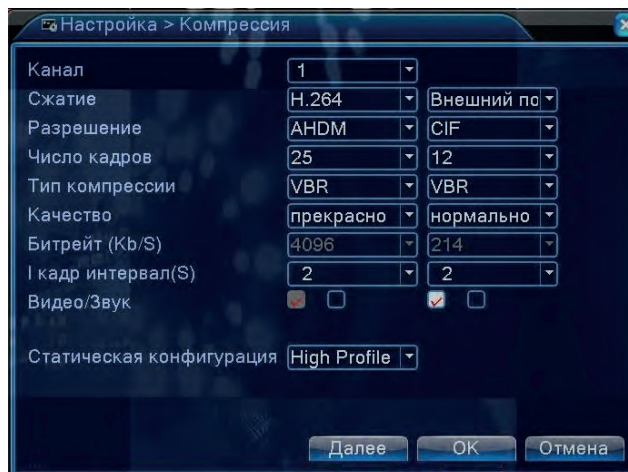 Настройка > Компрессия
Канал 1
Сжатие H.264 Внешний по
Разрешение AHDM CIF
Число кадров 25 12
Тип компрессии VBR VBR
Качество прекрасно нормально
Битрейт (Kb/S) 4096 214
I кадр интервал(S) 2 2
Видео/Звук
Статическая конфигурация High Profile
Далее OK Отмена